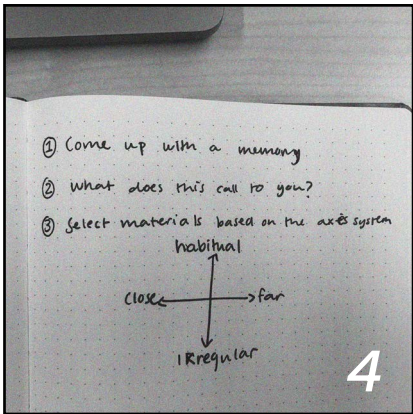 ① Come up with a memory
② What does this call to you?
③ Select materials based on the axis system
habitual
Close far
IRregular
4